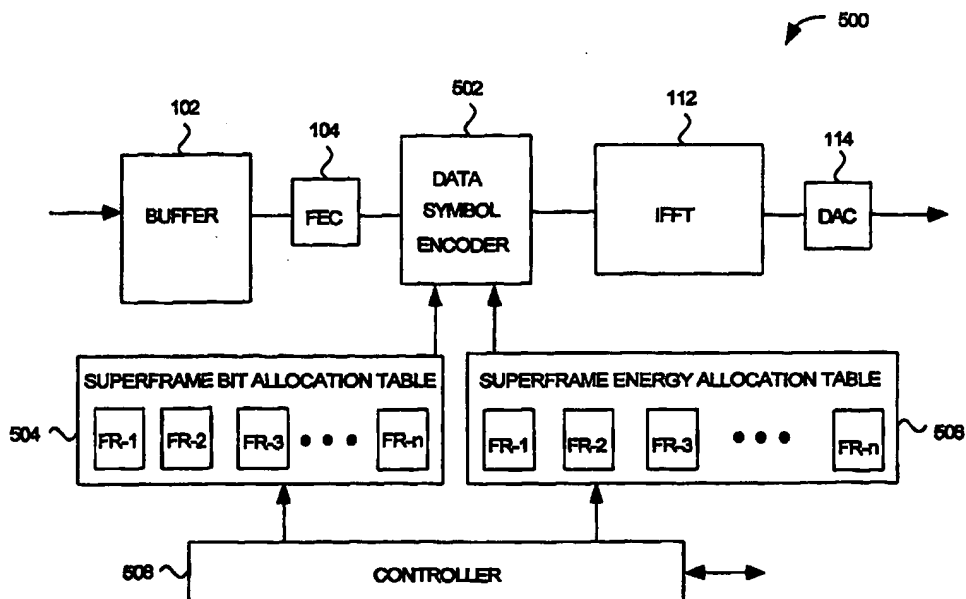 500
102
104
502
112
114
BUFFER
FEC
DATA
SYMBOL
ENCODER
IFFT
DAC
SUPERFRAME BIT ALLOCATION TABLE
SUPERFRAME ENERGY ALLOCATION TABLE
504
FR-1 FR-2 FR-3 • • • FR-n
FR-1 FR-2 FR-3 • • • FR-n
508
508
CONTROLLER